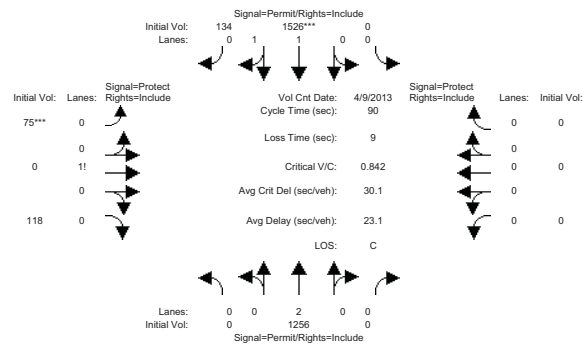 Signal=Permit/Rights=Include
Initial Vol: 134 1526*** 0
Lanes: 0 1 1 0 0
Signal=Protect
Initial Vol: Lanes: Rights=Include
Vol Cnt Date: 4/9/2013
Signal=Protect
Rights=Include Lanes: Initial Vol:
Cycle Time (sec): 90
75*** 0 0 0
Loss Time (sec): 9
0 0
0 1! Critical V/C: 0.842 0 0
0 Avg Crit Del (sec/veh): 30.1 0
118 0 Avg Delay (sec/veh): 23.1 0 0
LOS: C
Lanes: 0 0 2 0 0
Initial Vol: 0 1256 0
Signal=Permit/Rights=Include